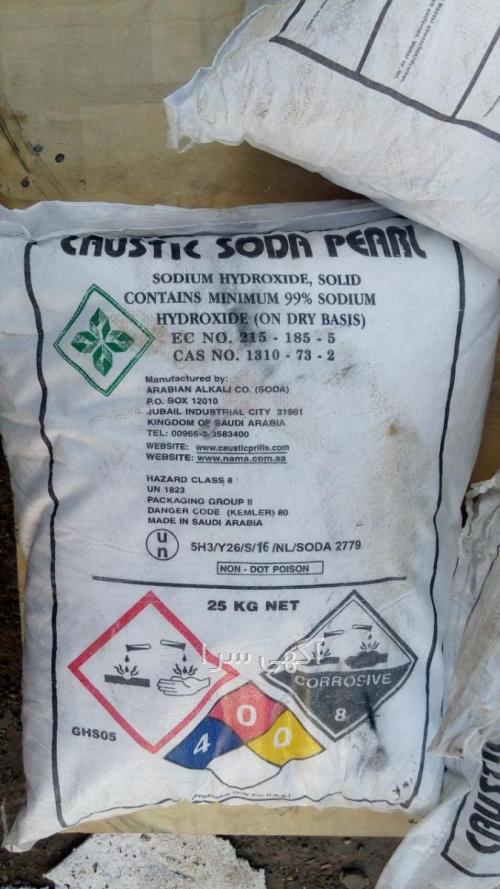 CAUSTIC SODA PEARL
SODIUM HYDROXIDE, SOLID
CONTAINS MINIMUM 99% SODIUM
HYDROXIDE (ON DRY BASIS)
EC NO. 215 - 185 - 5
CAS NO. 1310 - 73 - 2
Manufactured by:
ARABIAN ALKALI CO. (SODA)
P.O. BOX 12010
JUBAIL INDUSTRIAL CITY 31961
KINGDOM OF SAUDI ARABIA
TEL: 00966-3-3583400
WEBSITE: www.causticprills.com
WEBSITE: www.nama.com.sa
HAZARD CLASS 8
UN 1823
PACKAGING GROUP II
DANGER CODE (KEMLER) 80
MADE IN SAUDI ARABIA
un 5H3/Y26/S/16/NL/SODA 2779
NON - DOT POISON
25 KG NET
آگهی سرا
CORROSIVE
8
GHS05
4 0 0
CAUSTIC